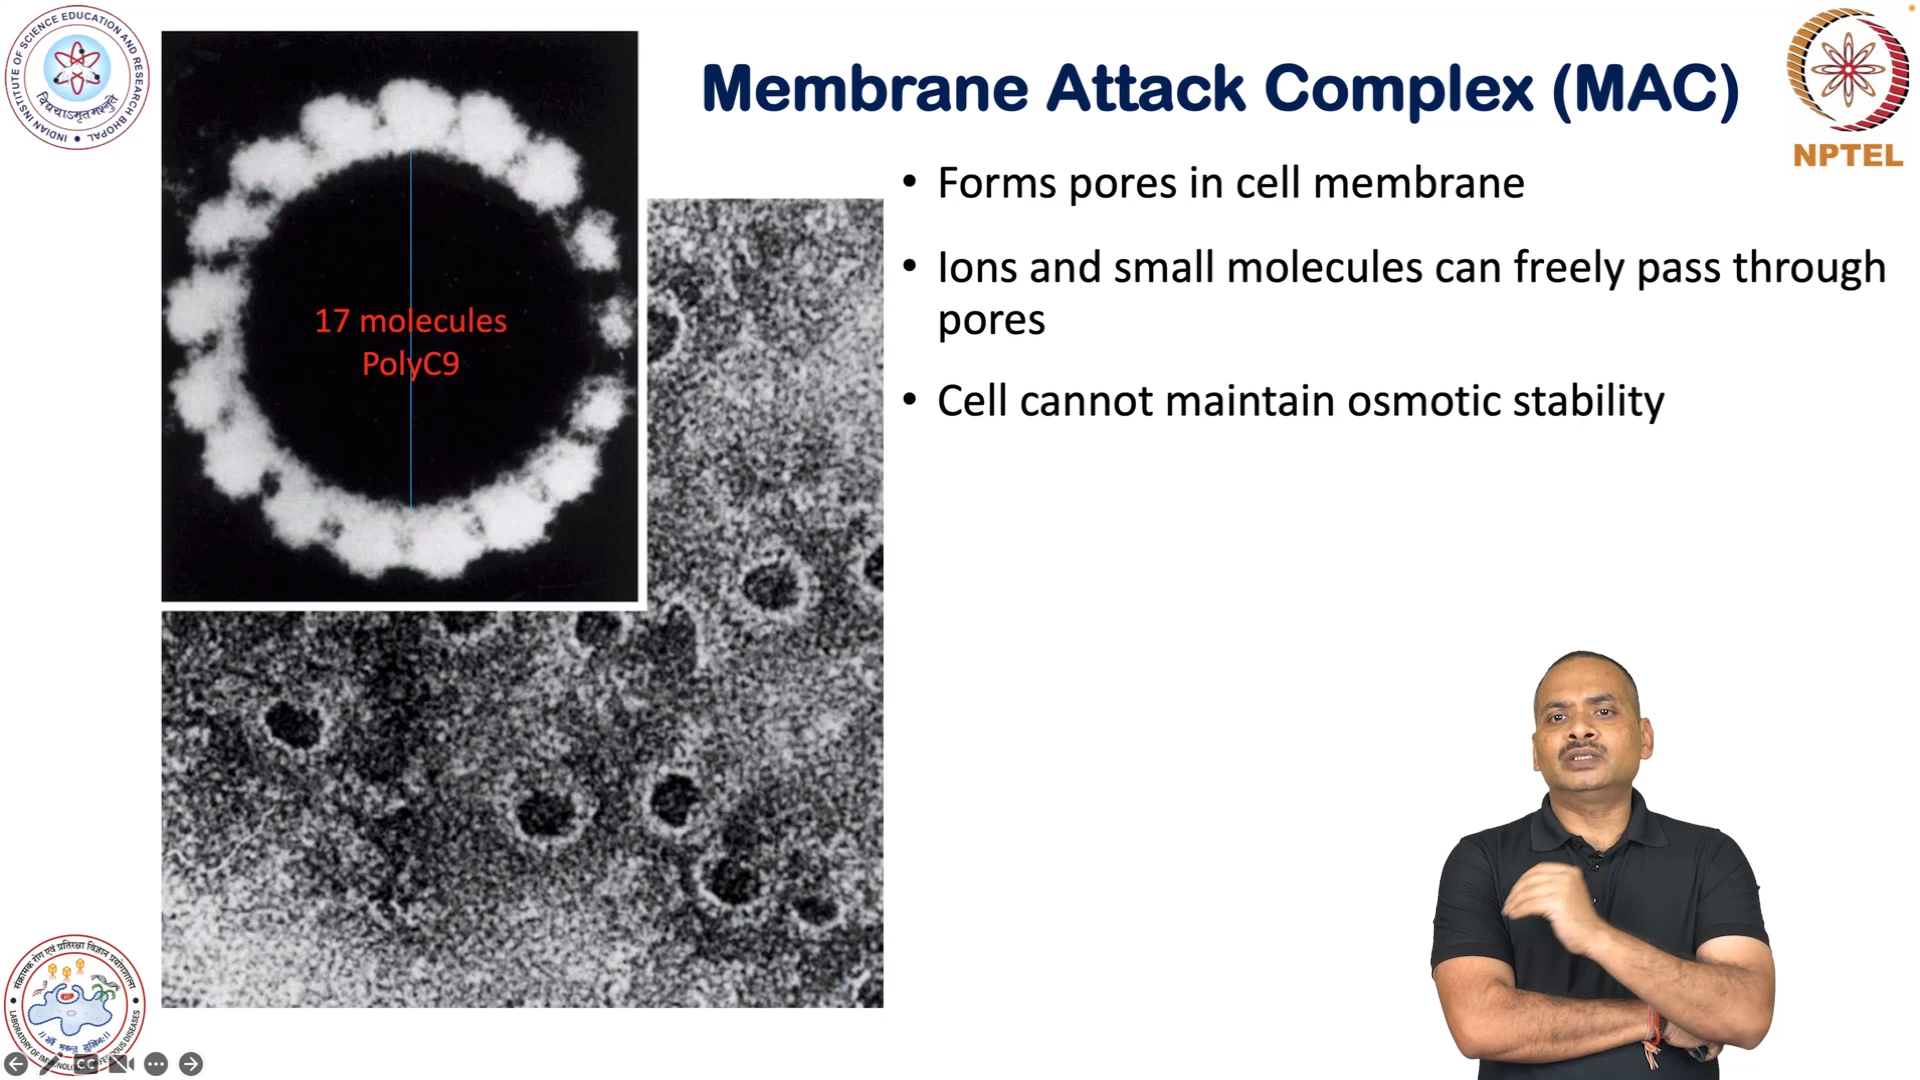 INDIAN INSTITUTE OF SCIENCE EDUCATION AND RESEARCH BHOPAL
Membrane Attack Complex (MAC)
NPTEL
• Forms pores in cell membrane
• Ions and small molecules can freely pass through
pores
• Cell cannot maintain osmotic stability
17 molecules
PolyC9
CC